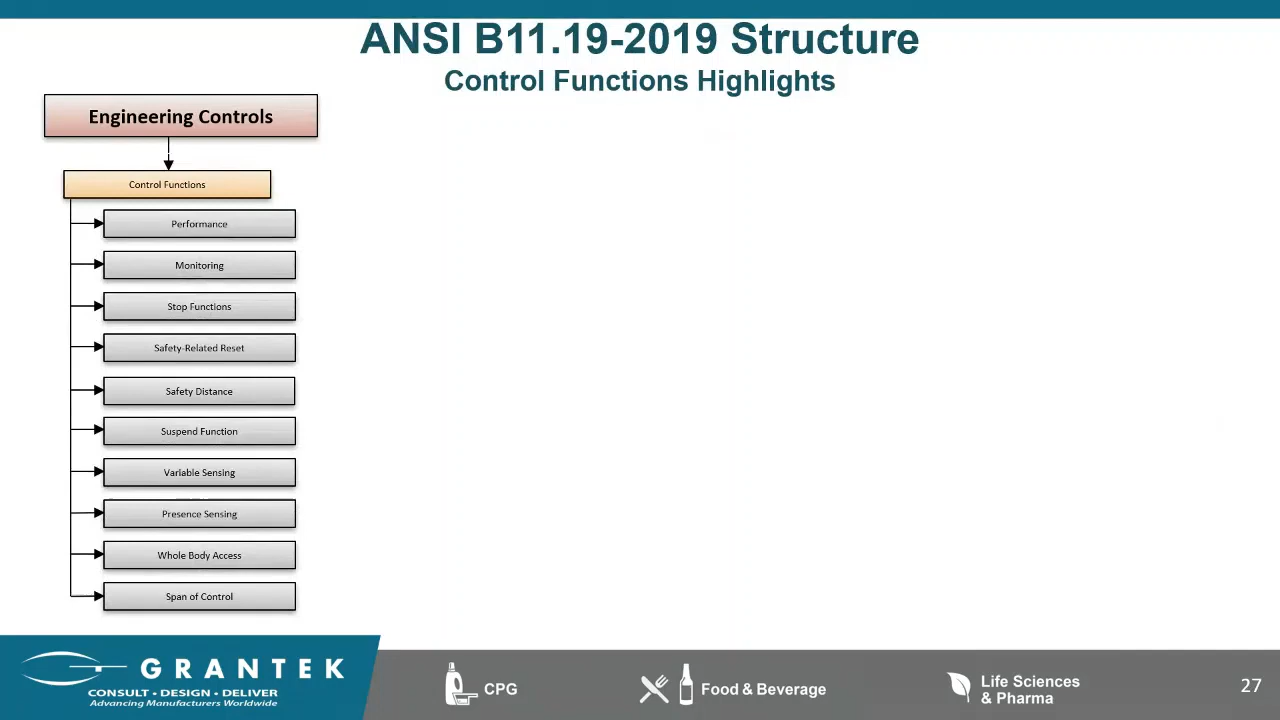 ANSI B11.19-2019 Structure
Control Functions Highlights
Engineering Controls
Control Functions
Performance
Monitoring
Stop Functions
Safety-Related Reset
Safety Distance
Suspend Function
Variable Sensing
Presence Sensing
Whole Body Access
Span of Control
GRANTEK
CONSULT • DESIGN • DELIVER
Advancing Manufacturers Worldwide
CPG
Food & Beverage
Life Sciences
& Pharma
27